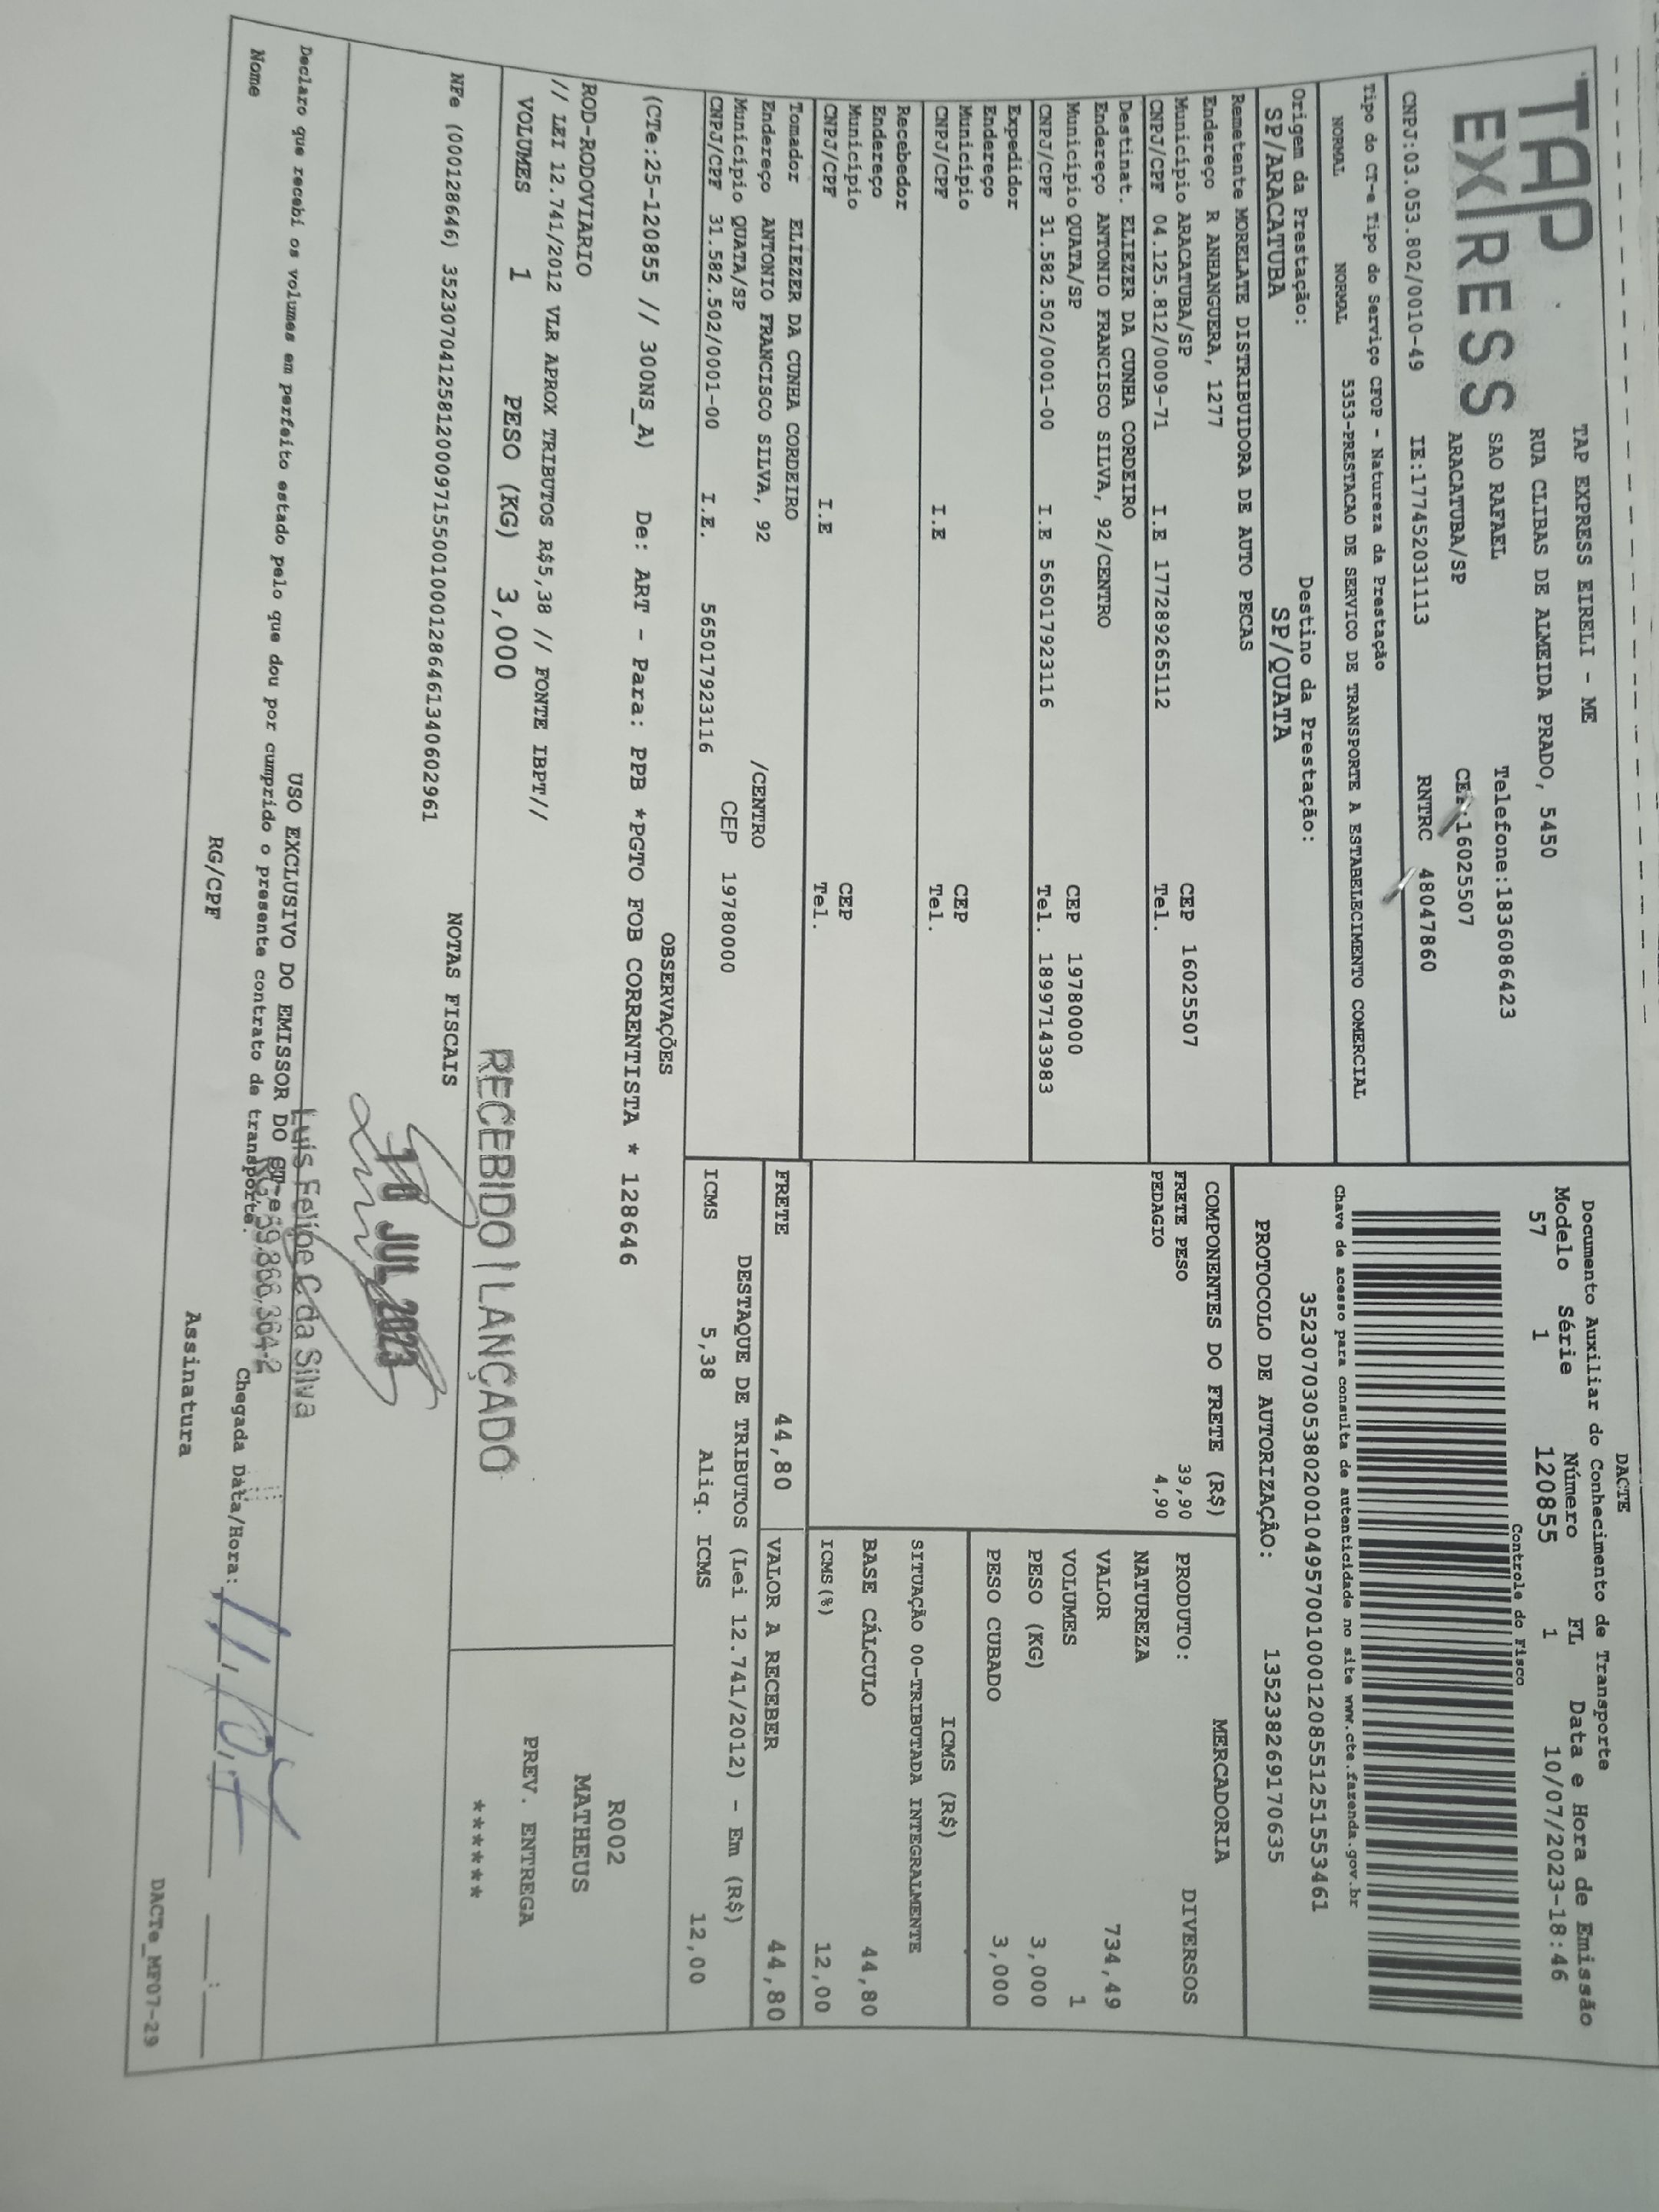 TAP
EXPRESS
TAP EXPRESS EIRELI - ME
RUA CLIBAS DE ALMEIDA PRADO, 5450
SAO RAFAEL Telefone:1836086423
ARACATUBA/SP CEP:16025507
CNPJ:03.053.802/0010-49 IE:177452031113 RNTRC 48047860
DACTE
Documento Auxiliar do Conhecimento de Transporte
Modelo Série Número FL Data e Hora de Emissão
57 1 120855 1 10/07/2023-18:46
Controle do Fisco
Tipo do CT-e Tipo do Serviço CFOP - Natureza da Prestação
NORMAL NORMAL 5353-PRESTACAO DE SERVICO DE TRANSPORTE A ESTABELECIMENTO COMERCIAL
Chave de acesso para consulta de autenticidade no site www.cte.fazenda.gov.br
35230703053802001049570010001208551251553461
Origem da Prestação: Destino da Prestação:
SP/ARACATUBA SP/QUATA
PROTOCOLO DE AUTORIZAÇÃO: 135238269170635
Remetente MORELATE DISTRIBUIDORA DE AUTO PECAS
Endereço R ANHANGUERA, 1277
Município ARACATUBA/SP CEP 16025507
CNPJ/CPF 04.125.812/0009-71 I.E 177289265112 Tel.
Destinat. ELIEZER DA CUNHA CORDEIRO
Endereço ANTONIO FRANCISCO SILVA, 92/CENTRO
Município QUATA/SP CEP 19780000
CNPJ/CPF 31.582.502/0001-00 I.E 565017923116 Tel. 18997143983
Expedidor
Endereço
Município CEP
CNPJ/CPF I.E Tel.
Recebedor
Endereço
Município CEP
CNPJ/CPF I.E Tel.
Tomador ELIEZER DA CUNHA CORDEIRO
Endereço ANTONIO FRANCISCO SILVA, 92 /CENTRO
Município QUATA/SP CEP 19780000
CNPJ/CPF 31.582.502/0001-00 I.E. 565017923116
COMPONENTES DO FRETE (R$)
FRETE PESO 39,90
PEDAGIO 4,90
MERCADORIA
PRODUTO: DIVERSOS
NATUREZA
VALOR 734,49
VOLUMES 1
PESO (KG) 3,000
PESO CUBADO 3,000
ICMS (R$)
SITUAÇÃO 00-TRIBUTADA INTEGRALMENTE
BASE CÁLCULO 44,80
ICMS(%) 12,00
FRETE 44,80 VALOR A RECEBER 44,80
DESTAQUE DE TRIBUTOS (Lei 12.741/2012) - Em (R$)
ICMS 5,38 Aliq. ICMS 12,00
OBSERVAÇÕES
(CTe:25-120855 // 300NS_A) De: ART - Para: PPB *PGTO FOB CORRENTISTA * 128646
ROD-RODOVIARIO
// LEI 12.741/2012 VLR APROX TRIBUTOS R$5,38 // FONTE IBPT//
VOLUMES 1 PESO (KG) 3,000
R002
MATHEUS
PREV. ENTREGA
******
RECEBIDO | LANÇADO
NOTAS FISCAIS
NFe (000128646) 35230704125812000971550010001286461340602961
JUL 2023
Luis Felipe C da Silva
USO EXCLUSIVO DO EMISSOR DO CT-e
Declaro que recebi os volumes em perfeito estado pelo que dou por cumprido o presente contrato de transporte.
Nome RG/CPF Assinatura Chegada Data/Hora:
DACTe_MF07-29